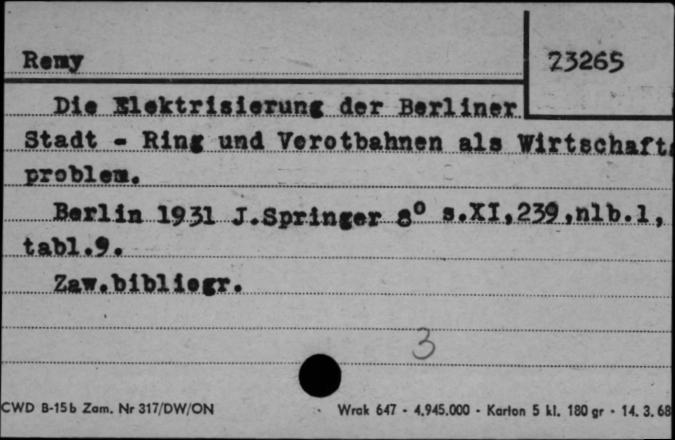 Remy
23265
Die Elektrisierung der Berliner
Stadt - Ring und Verotbahnen als Wirtschafts
problem.
Berlin 1931 J.Springer 8° s.XI,239,nlb.1,
tabl.9.
Zaw.bibliogr.
3
CWD B-15b Zam. Nr 317/DW/ON
Wrak 647 - 4.945.000 - Karton 5 kl. 180 gr - 14. 3. 68